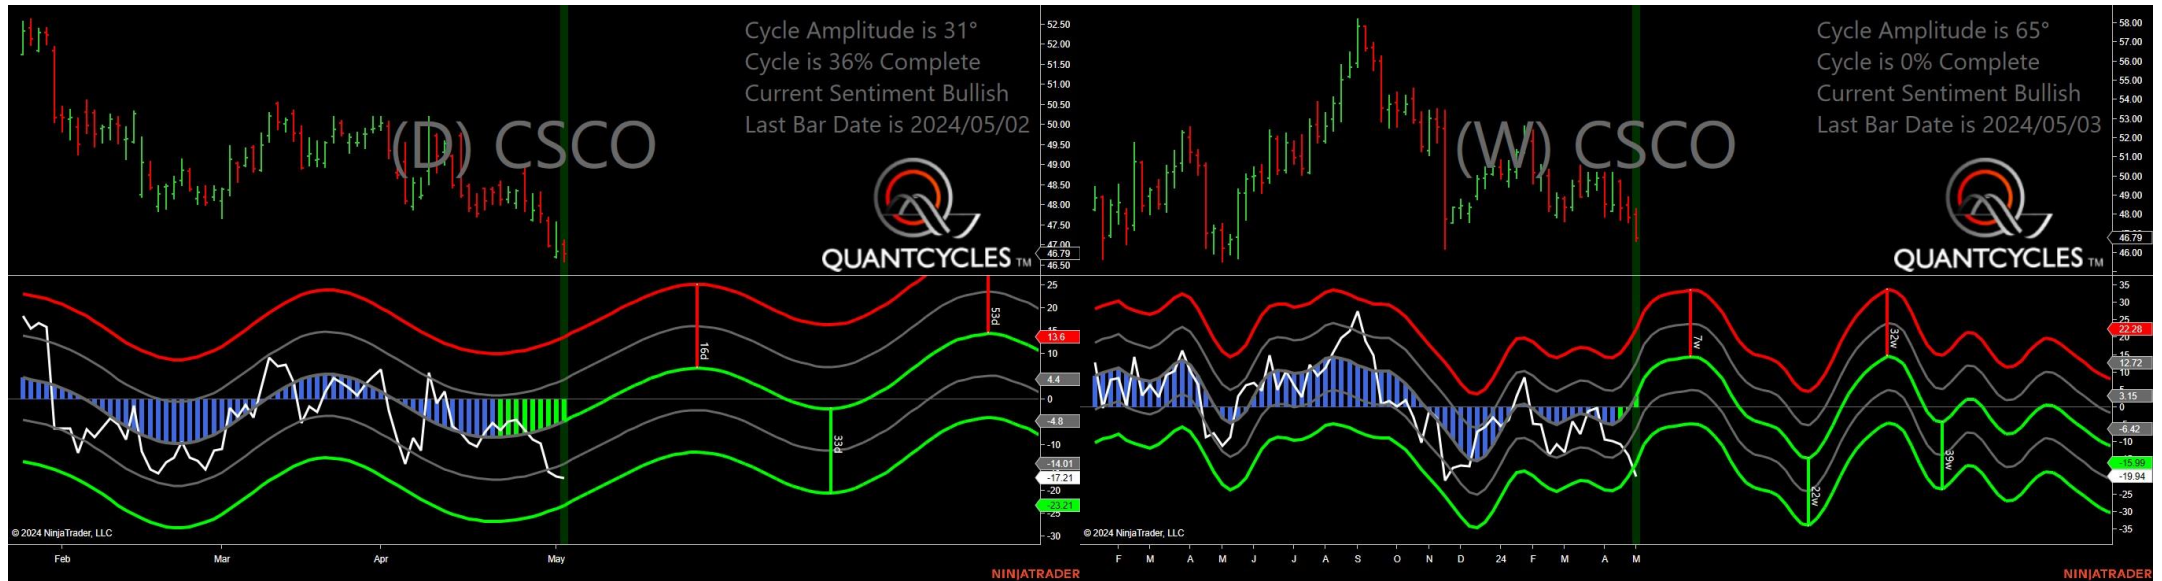 Cycle Amplitude is 31°
Cycle is 36% Complete
Current Sentiment Bullish
Last Bar Date is 2024/05/02
(D) CSCO
QUANTCYCLES TM
52.50
52.00
51.50
51.00
50.50
50.00
49.50
49.00
48.50
48.00
47.50
47.00
46.79
46.50
25
20
15
13.6
10
4.4
0
-4.8
-10
-14.01
-17.21
-20
-23.21
-25
-30
16d
33d
53d
© 2024 NinjaTrader, LLC
Feb Mar Apr May
NINJATRADER
Cycle Amplitude is 65°
Cycle is 0% Complete
Current Sentiment Bullish
Last Bar Date is 2024/05/03
(W) CSCO
QUANTCYCLES TM
58.00
57.00
56.00
55.00
54.00
53.00
52.00
51.00
50.00
49.00
48.00
46.79
46.00
35
30
22.28
20
15
12.72
10
5
3.15
0
-6.42
-10
-15.99
-19.94
-25
-30
-35
7w
22w
32w
39w
© 2024 NinjaTrader, LLC
F M A M J J A S O N D 24 F M A M
NINJATRADER